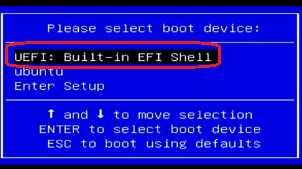 Please select boot device:
UEFI: Built-in EFI Shell
ubuntu
Enter Setup
↑ and ↓ to move selection
ENTER to select boot device
ESC to boot using defaults